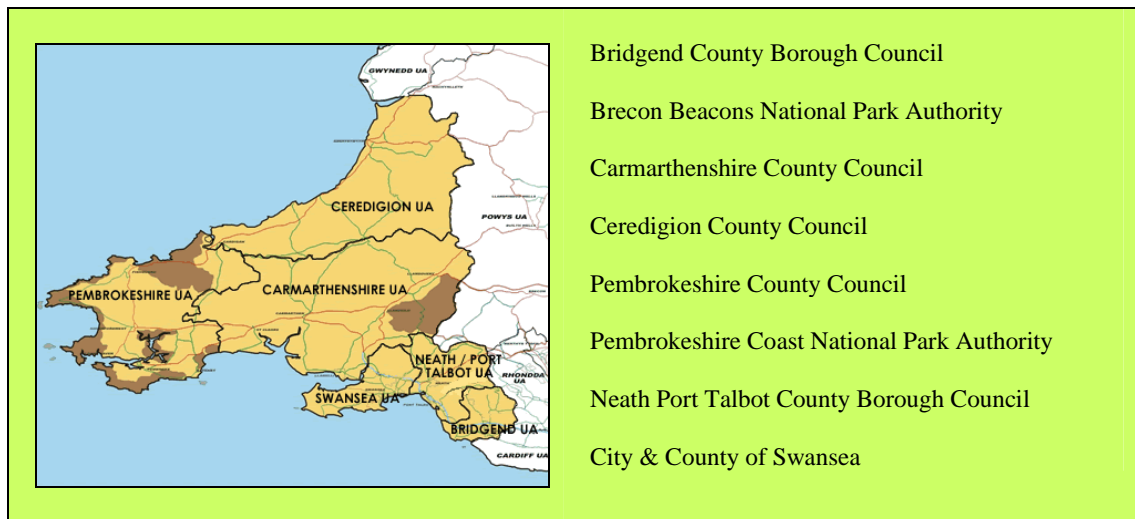 GWYNEDD UA
CEREDIGION UA
POWYS UA
PEMBROKESHIRE UA
CARMARTHENSHIRE UA
NEATH / PORT
TALBOT UA
RHONDDA
UA
SWANSEA UA
BRIDGEND UA
CARDIFF UA
Bridgend County Borough Council
Brecon Beacons National Park Authority
Carmarthenshire County Council
Ceredigion County Council
Pembrokeshire County Council
Pembrokeshire Coast National Park Authority
Neath Port Talbot County Borough Council
City & County of Swansea